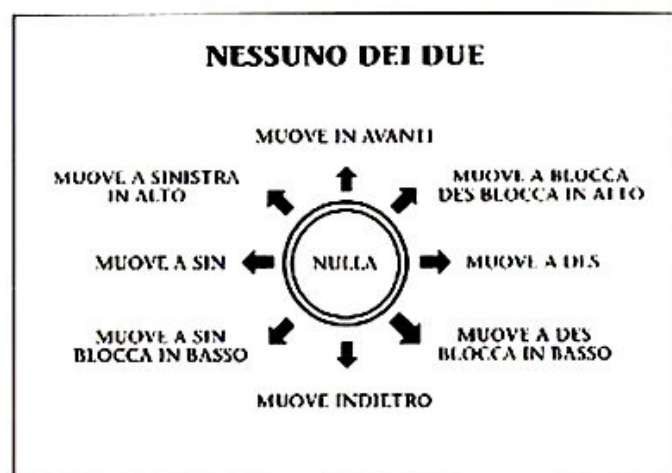 NESSUNO DEI DUE
MUOVE IN AVANTI
MUOVE A SINISTRA
IN ALTO
MUOVE A BLOCCA
DES BLOCCA IN ALTO
MUOVE A SIN
NULLA
MUOVE A DES
MUOVE A SIN
BLOCCA IN BASSO
MUOVE A DES
BLOCCA IN BASSO
MUOVE INDIETRO